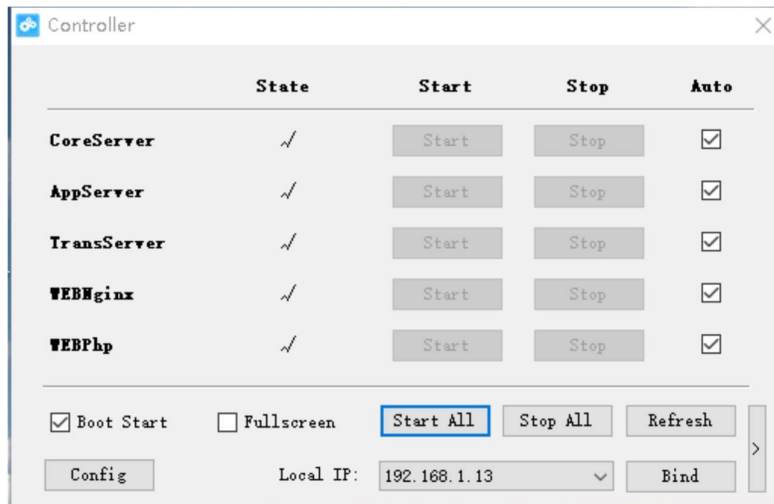 Controller
State Start Stop Auto
CoreServer Start Stop
AppServer Start Stop
TransServer Start Stop
WEBNginx Start Stop
WEBPhp Start Stop
Boot Start Fullscreen Start All Stop All Refresh
Config Local IP: 192.168.1.13 Bind